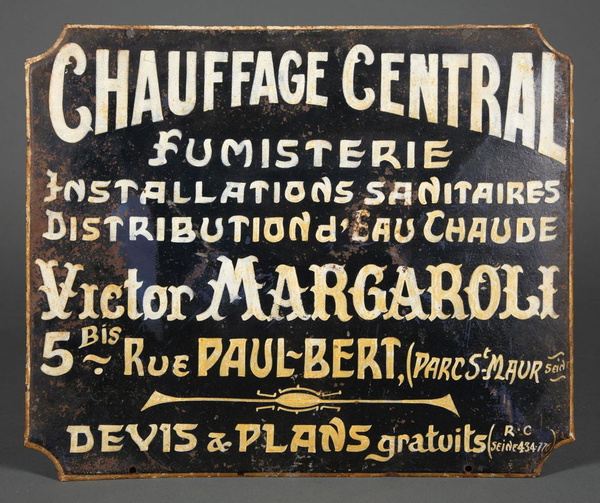 CHAUFFAGE CENTRAL
FUMISTERIE
INSTALLATIONS SANITAIRES
DISTRIBUTION d'EAU CHAUDE
Victor MARGAROLI
5 Bis RUE PAUL-BERT, (PARC St-MAUR Seine)
DEVIS & PLANS gratuits (R.C
SEINE 434.770)